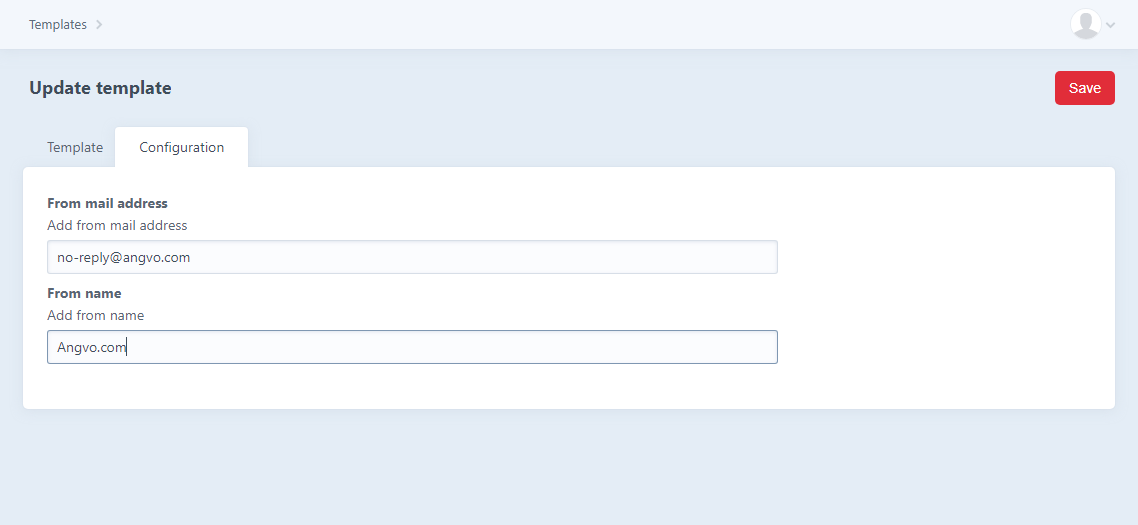 Templates
Update template
Save
Template
Configuration
From mail address
Add from mail address
no-reply@angvo.com
From name
Add from name
Angvo.com